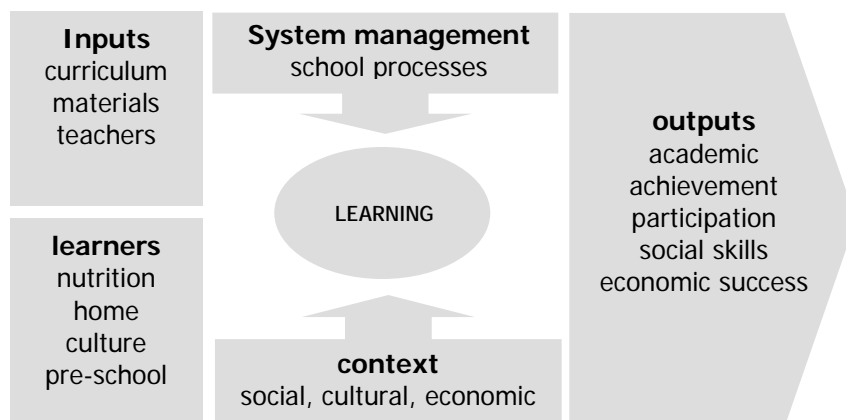 Inputs
curriculum
materials
teachers
System management
school processes
LEARNING
learners
nutrition
home
culture
pre-school
context
social, cultural, economic
outputs
academic
achievement
participation
social skills
economic success